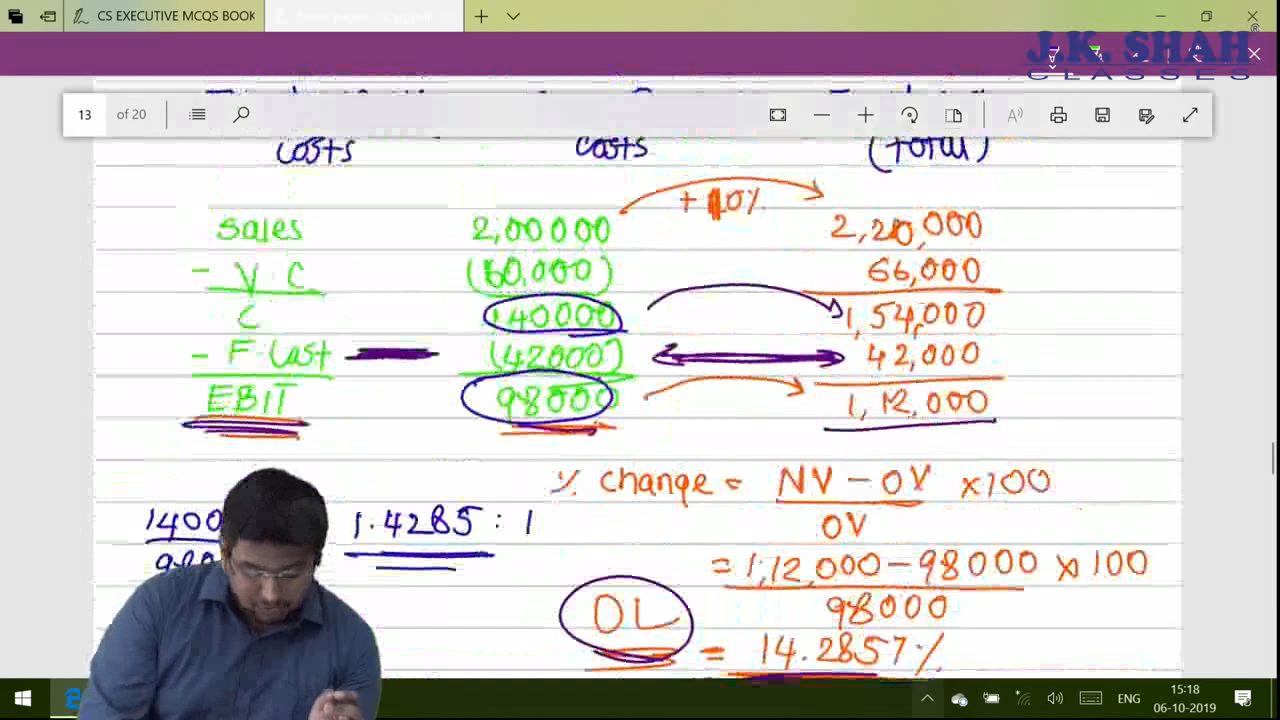 CS EXECUTIVE MCQS BOOK
J.K. SHAH®
CLASSES
13 of 20
Costs Costs (Total)
+10%
Sales 2,00000 2,20,000
- V C (60,000) 66,000
C 140000 1,54,000
- F Cost (42000) 42,000
EBIT 98000 1,12,000
% Change = NV - OV x100
OV
1400
980
1.4285 : 1
= 1,12,000 - 98000 x 100
98000
OL = 14.2857%
ENG
15:18
06-10-2019